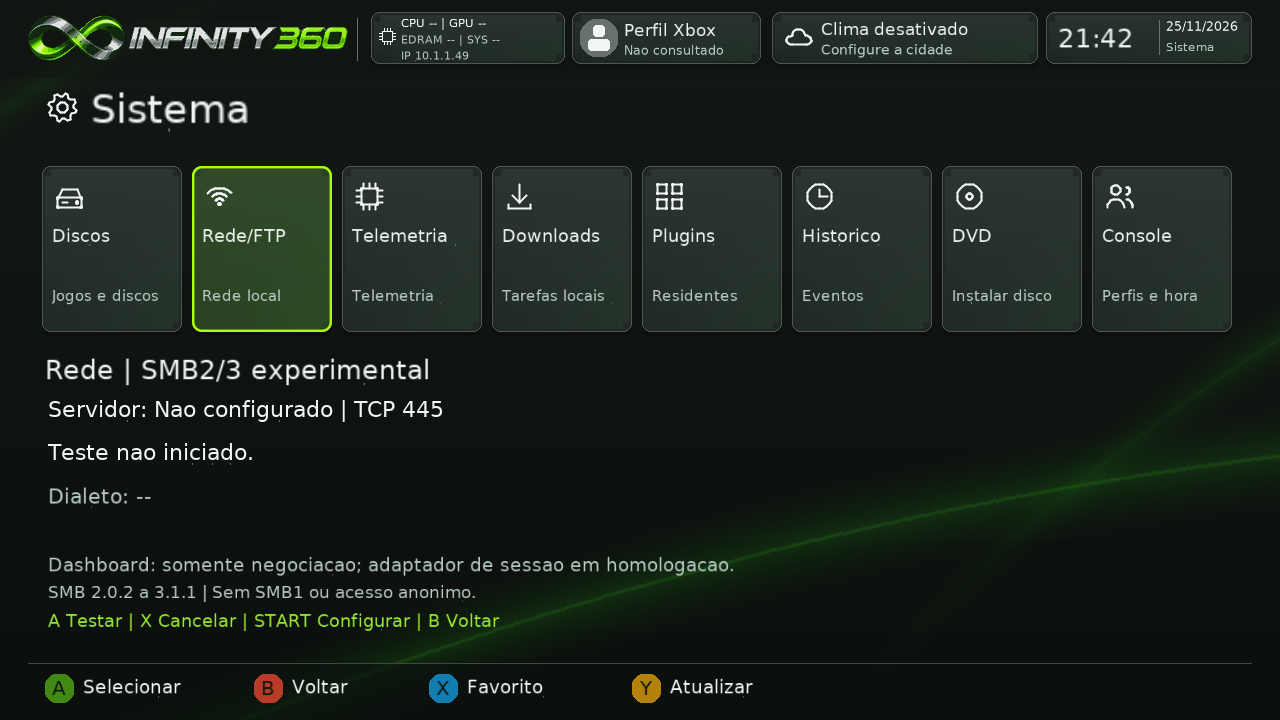 INFINITY 360
CPU -- | GPU --
EDRAM -- | SYS --
IP 10.1.1.49
Perfil Xbox
Nao consultado
Clima desativado
Configure a cidade
21:42
25/11/2026
Sistema
Sistema
Discos
Jogos e discos
Rede/FTP
Rede local
Telemetria
Telemetria
Downloads
Tarefas locais
Plugins
Residentes
Historico
Eventos
DVD
Instalar disco
Console
Perfis e hora
Rede | SMB2/3 experimental
Servidor: Nao configurado | TCP 445
Teste nao iniciado.
Dialeto: --
Dashboard: somente negociacao; adaptador de sessao em homologacao.
SMB 2.0.2 a 3.1.1 | Sem SMB1 ou acesso anonimo.
A Testar | X Cancelar | START Configurar | B Voltar
A Selecionar
B Voltar
X Favorito
Y Atualizar